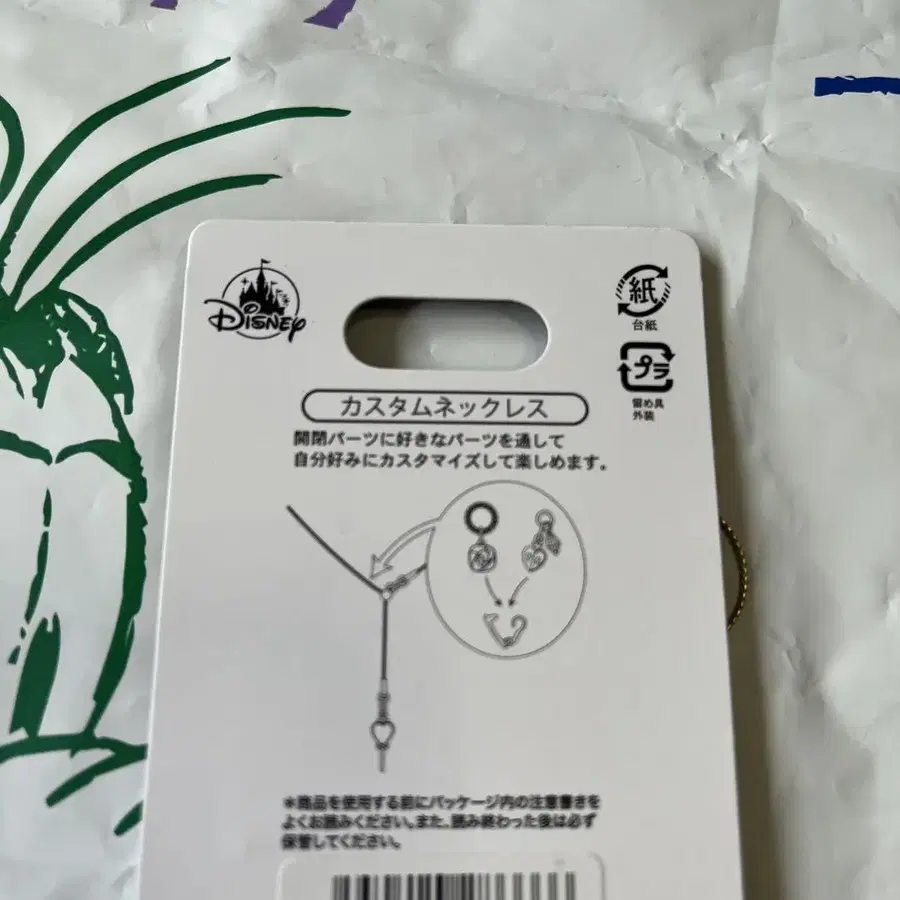 Disney
紙
台紙
プラ
留め具
外装
カスタムネックレス
開閉パーツに好きなパーツを通して
自分好みにカスタマイズして楽しめます。
＊商品を使用する前にパッケージ内の注意書きを
よくお読みください。また、読み終わった後は必ず
保管してください。